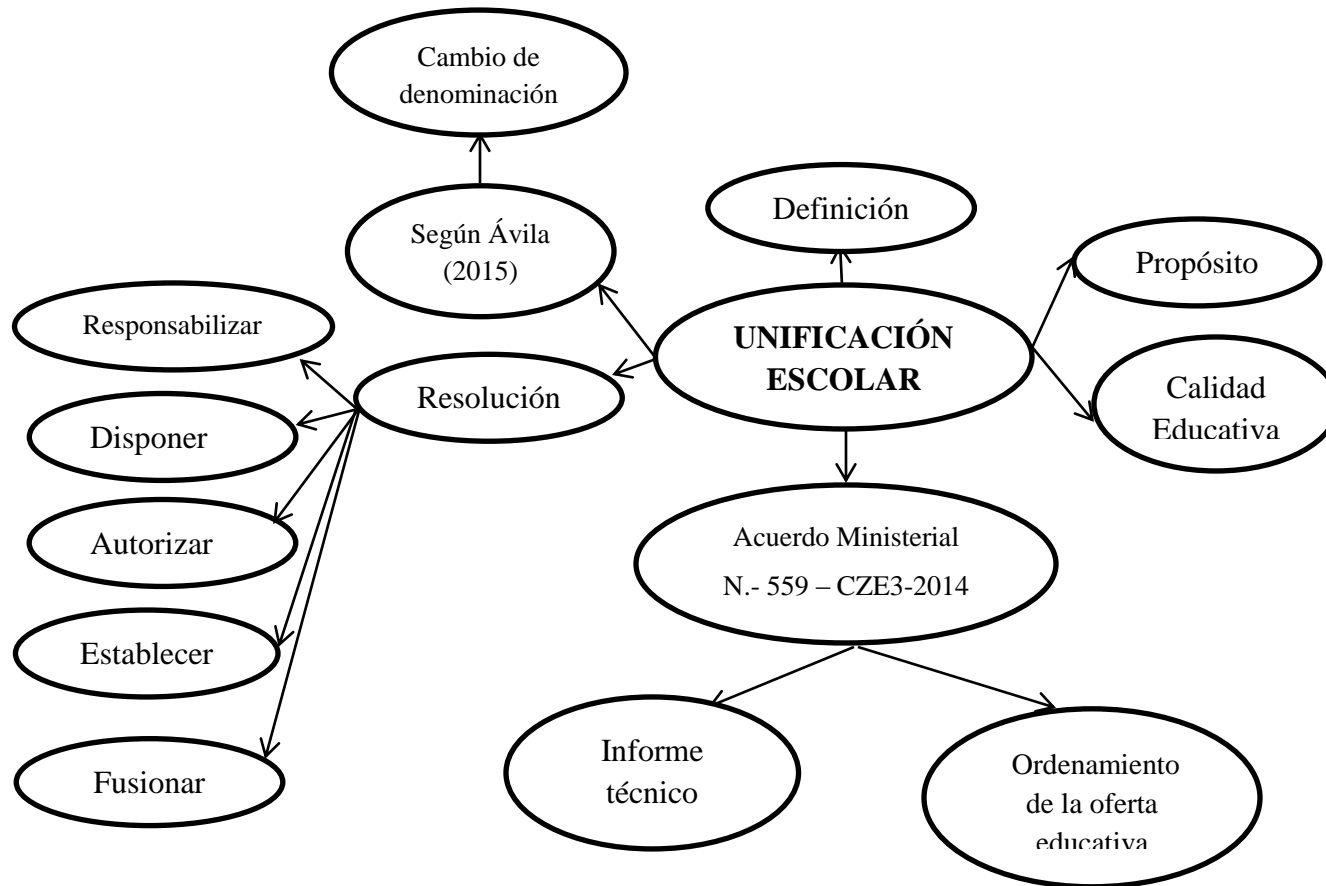 Cambio de
denominación
Según Ávila
(2015)
Definición
Propósito
Responsabilizar
UNIFICACIÓN
ESCOLAR
Resolución
Calidad
Educativa
Disponer
Autorizar
Acuerdo Ministerial
N.- 559 – CZE3-2014
Establecer
Fusionar
Informe
técnico
Ordenamiento
de la oferta
educativa